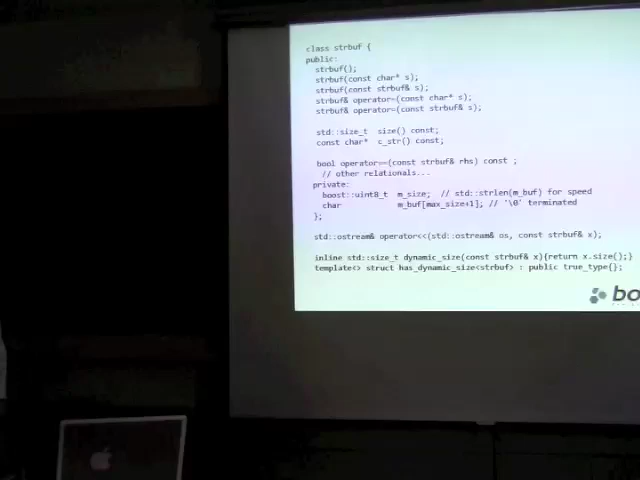 class strbuf {
public:
strbuf();
strbuf(const char* s);
strbuf(const strbuf& s);
strbuf& operator=(const char* s);
strbuf& operator=(const strbuf& s);
std::size_t size() const;
const char* c_str() const;
bool operator==(const strbuf& rhs) const ;
// other relationals...
private:
boost::uint8_t m_size; // std::strlen(m_buf) for speed
char m_buf[max_size+1]; // '\0' terminated
};
std::ostream& operator<<(std::ostream& os, const strbuf& x);
inline std::size_t dynamic_size(const strbuf& x){return x.size();}
template<> struct has_dynamic_size<strbuf> : public true_type{};
bo